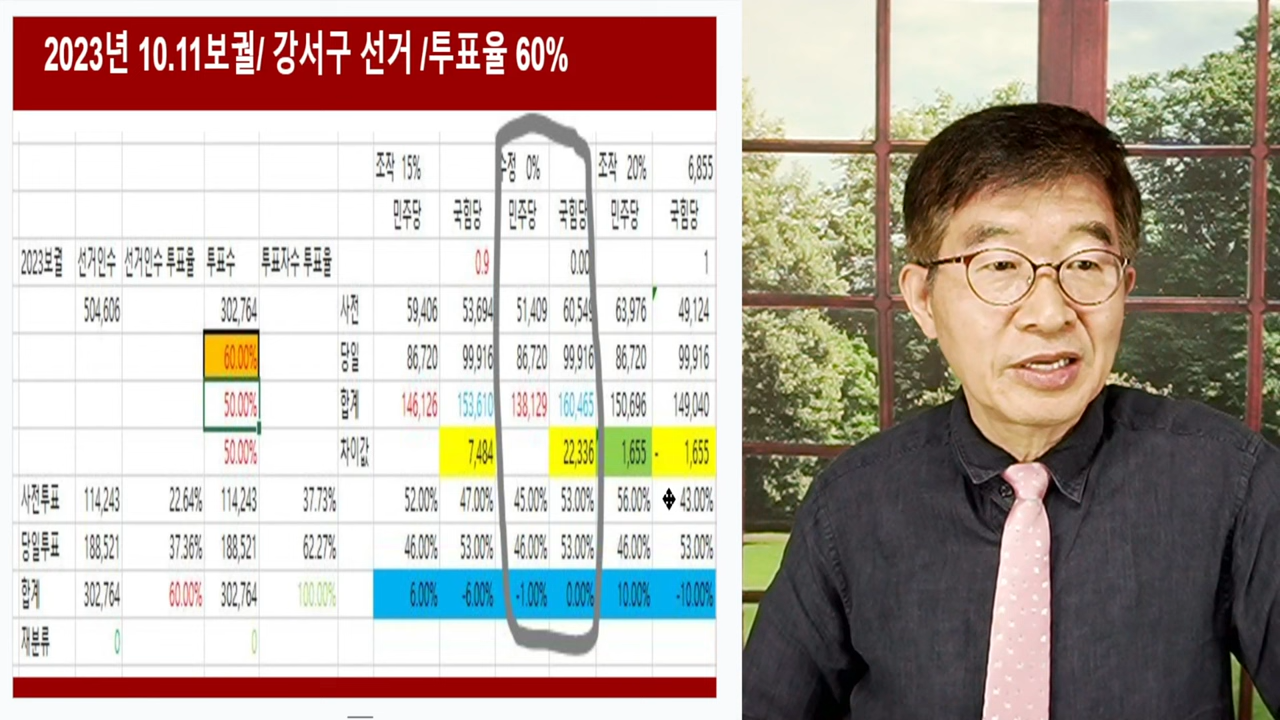 2023년 10.11보궐/ 강서구 선거 /투표율 60%
조작 15% 수정 0% 조작 20% 6,855
민주당 국힘당 민주당 국힘당 민주당 국힘당
2023보궐 선거인수 선거인수 투표율 투표수 투표자수 투표율 0.9 0.00 1
504,606 302,764 사전 59,406 53,694 51,409 60,549 63,976 49,124
60.00% 당일 86,720 99,916 86,720 99,916 86,720 99,916
50.00% 합계 146,126 153,610 138,129 160,465 150,696 149,040
50.00% 차이값 7,484 22,336 1,655 - 1,655
사전투표 114,243 22.64% 114,243 37.73% 52.00% 47.00% 45.00% 53.00% 56.00% 43.00%
당일투표 188,521 37.36% 188,521 62.27% 46.00% 53.00% 46.00% 53.00% 46.00% 53.00%
합계 302,764 60.00% 302,764 100.00% 6.00% -6.00% -1.00% 0.00% 10.00% -10.00%
재분류 0 0